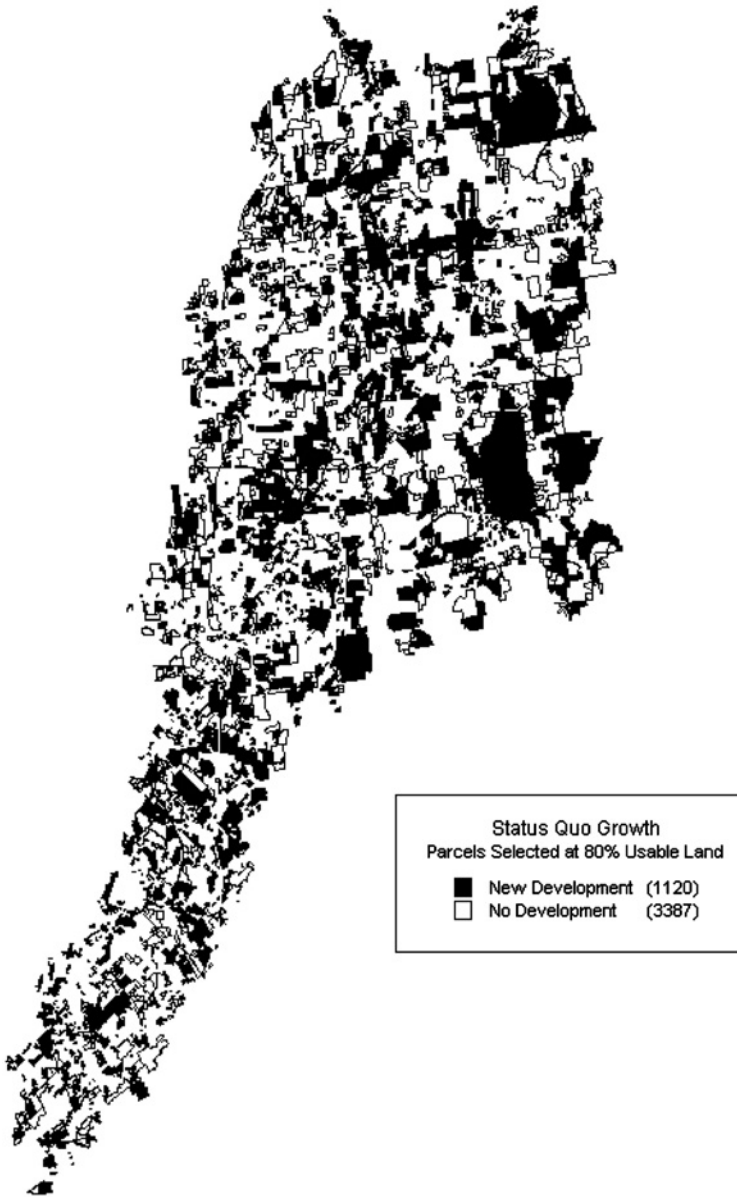 Status Quo Growth
Parcels Selected at 80% Usable Land
New Development (1120)
No Development (3387)